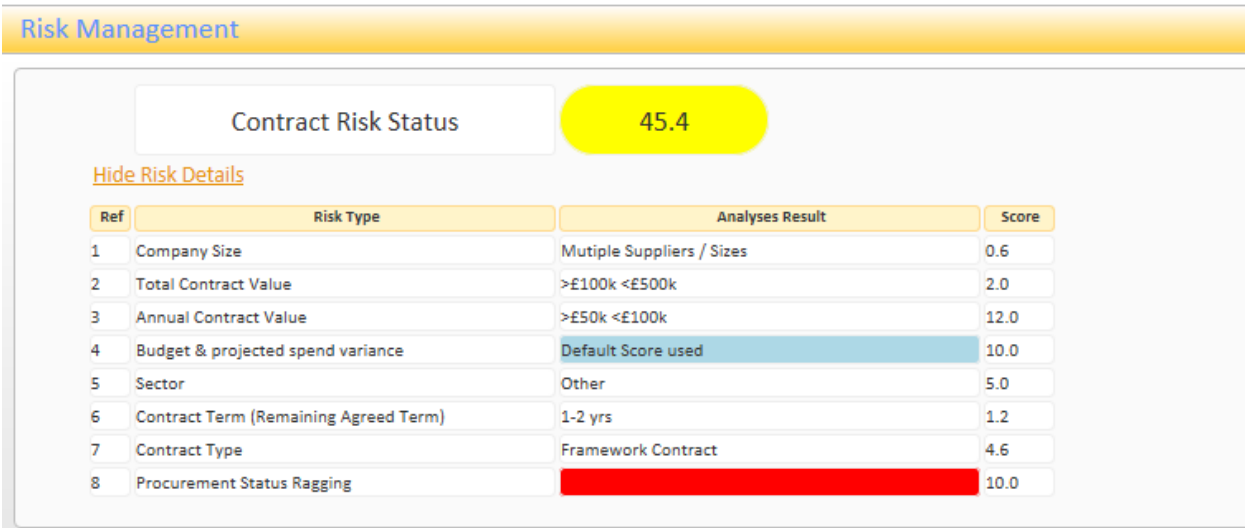 Risk Management
Contract Risk Status 45.4
Hide Risk Details
Ref Risk Type Analyses Result Score
1 Company Size Mutiple Suppliers / Sizes 0.6
2 Total Contract Value >£100k <£500k 2.0
3 Annual Contract Value >£50k <£100k 12.0
4 Budget & projected spend variance Default Score used 10.0
5 Sector Other 5.0
6 Contract Term (Remaining Agreed Term) 1-2 yrs 1.2
7 Contract Type Framework Contract 4.6
8 Procurement Status Ragging 10.0